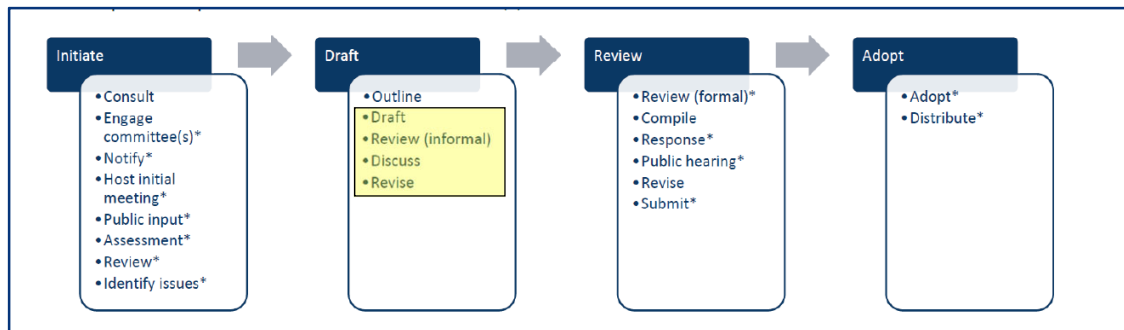 Initiate
• Consult
• Engage
committee(s)*
• Notify*
• Host initial
meeting*
• Public input*
• Assessment*
• Review*
• Identify issues*
Draft
• Outline
• Draft
• Review (informal)
• Discuss
• Revise
Review
• Review (formal)*
• Compile
• Response*
• Public hearing*
• Revise
• Submit*
Adopt
• Adopt*
• Distribute*